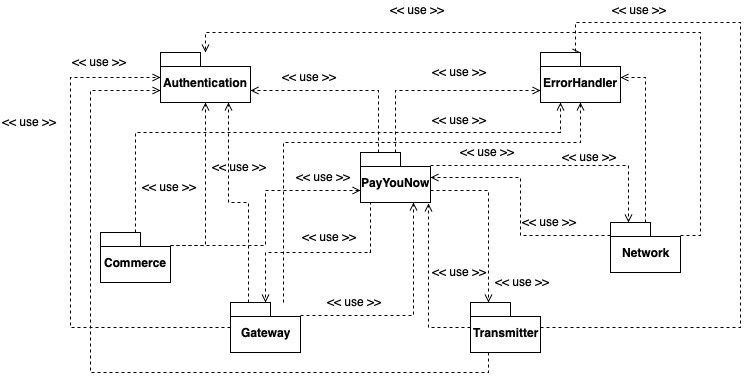 << use >>
<< use >>
<< use >>
<< use >>
Authentication
ErrorHandler
<< use >>
<< use >>
<< use >>
<< use >>
<< use >>
<< use >>
PayYouNow
<< use >>
<< use >>
<< use >>
Commerce
Network
<< use >>
<< use >>
<< use >>
Gateway
Transmitter